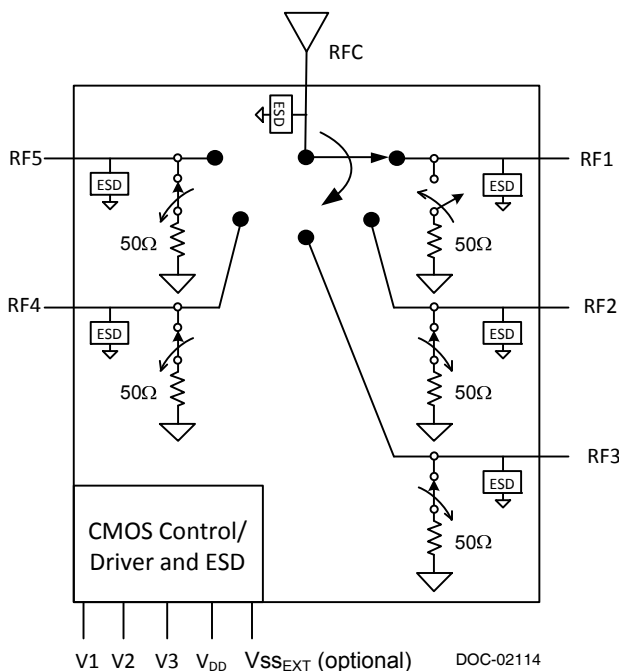 RFC
ESD
RF5
RF1
ESD
ESD
50Ω
50Ω
RF4
RF2
ESD
ESD
50Ω
50Ω
RF3
ESD
50Ω
CMOS Control/
Driver and ESD
V1 V2 V3 VDD VssEXT (optional) DOC-02114